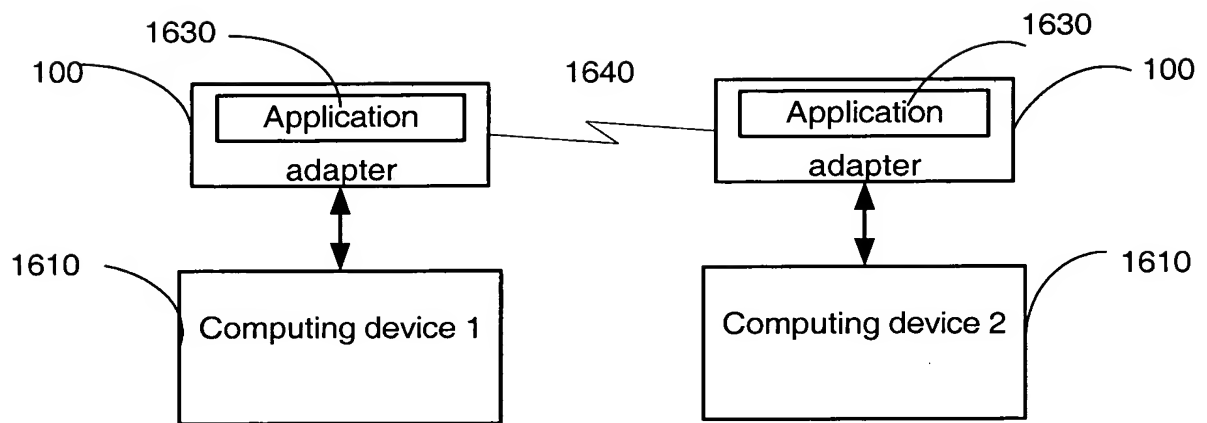 1630
1630
100
1640
100
Application
Application
adapter
adapter
1610
1610
Computing device 1
Computing device 2